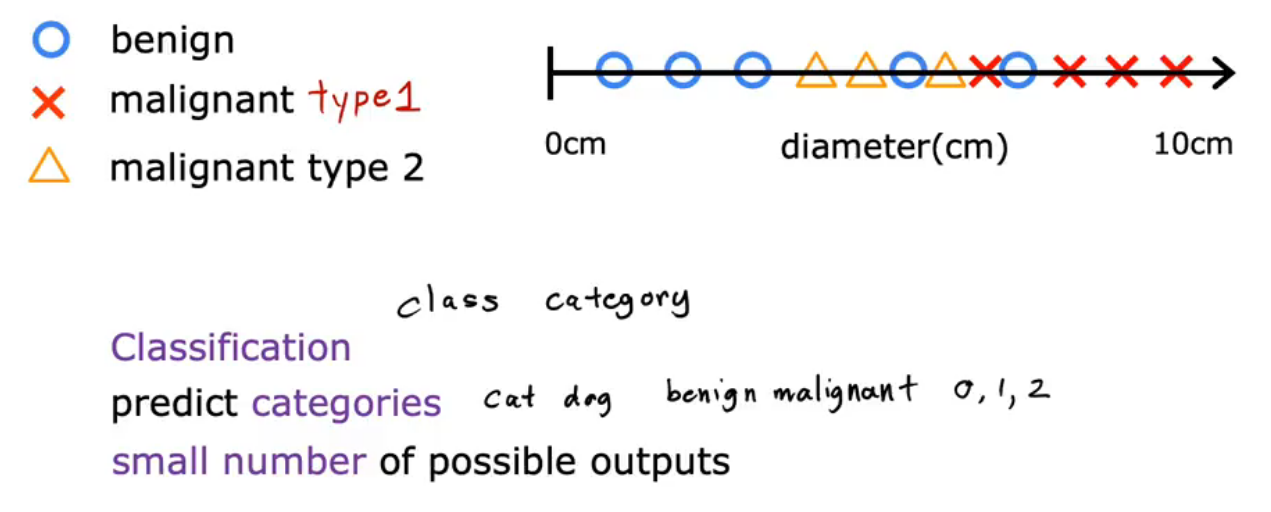 benign
malignant type1
malignant type 2
0cm diameter(cm) 10cm
class category
Classification
predict categories cat dog benign malignant 0, 1, 2
small number of possible outputs